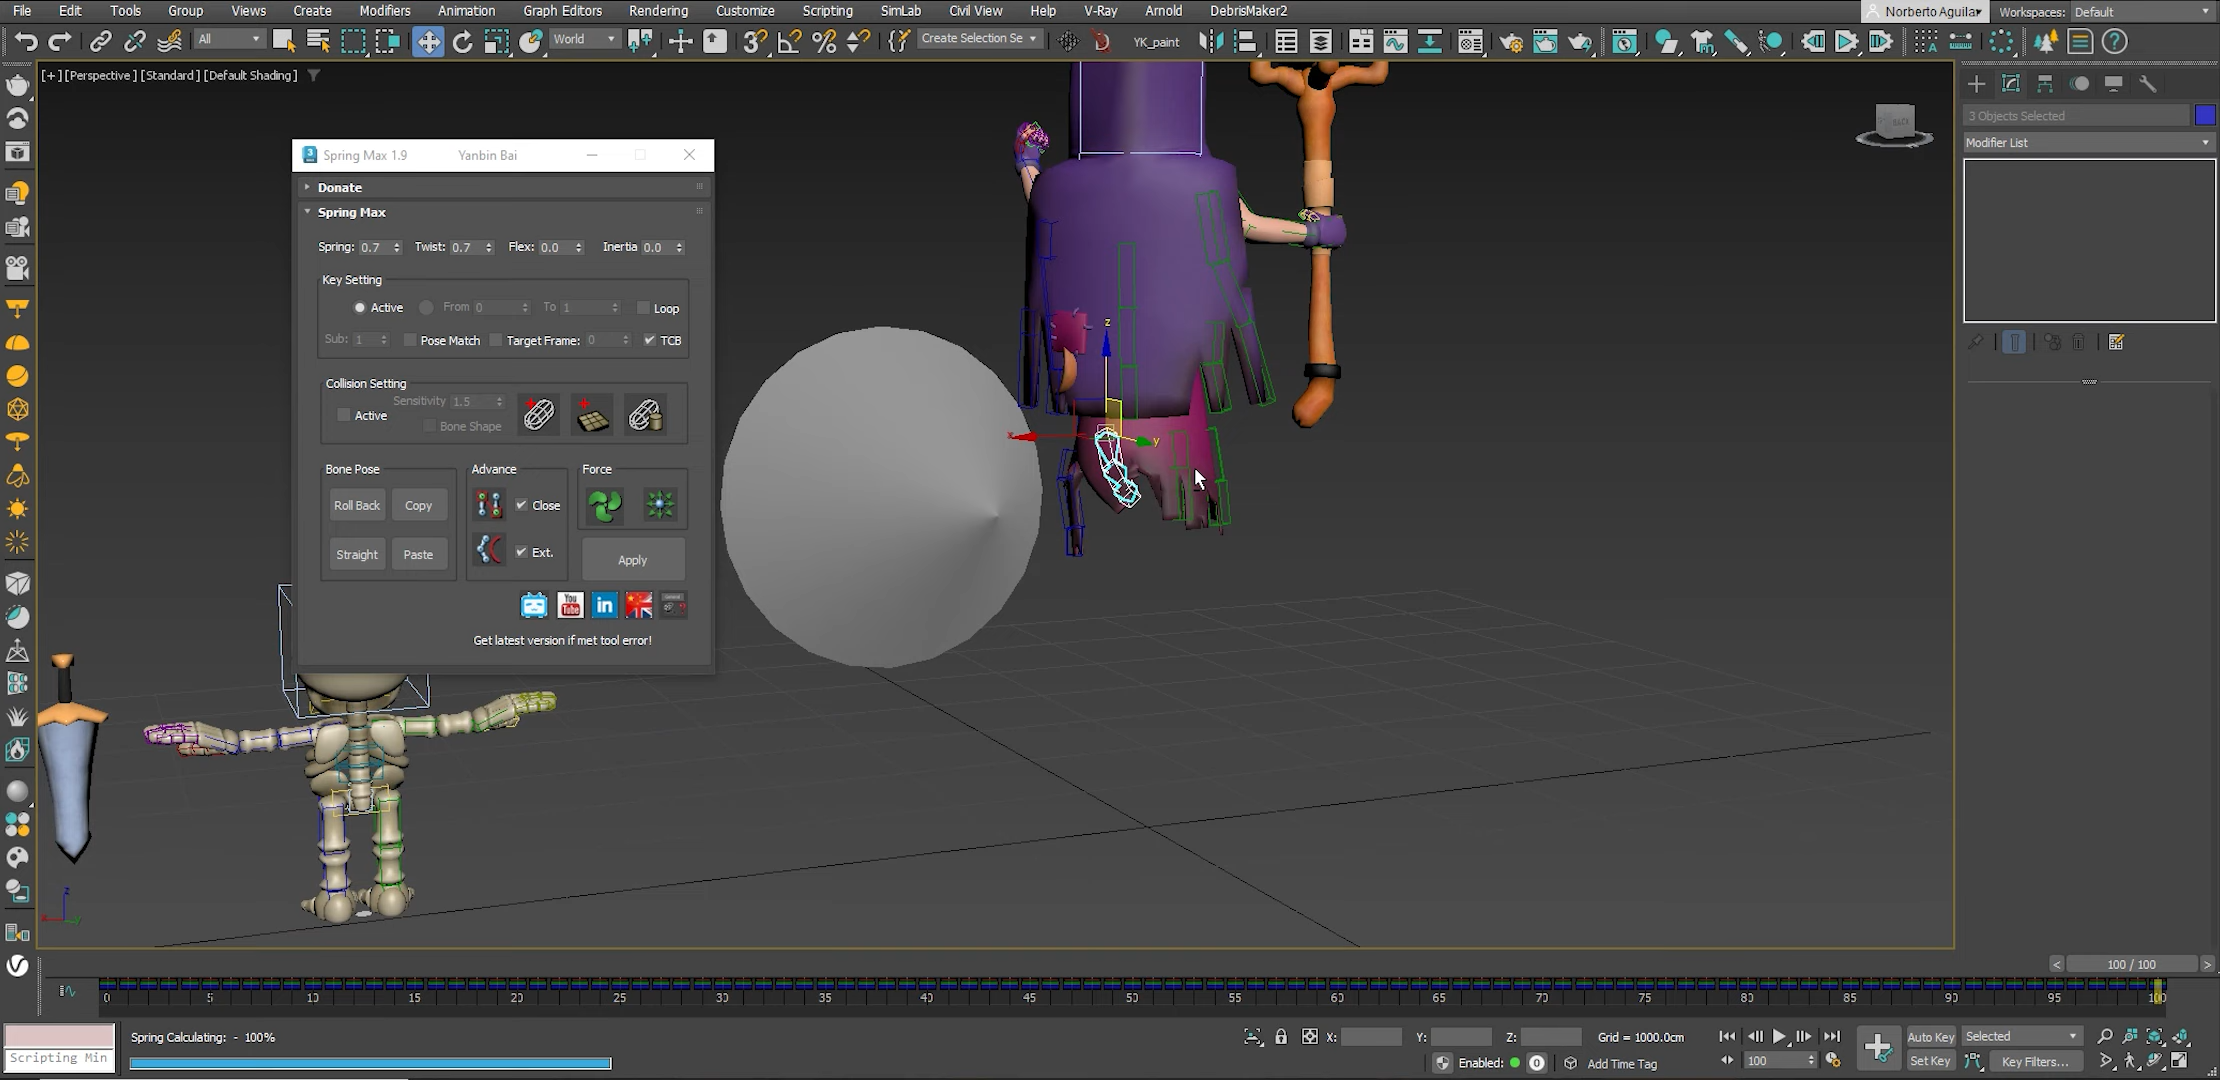 File Edit Tools Group Views Create Modifiers Animation Graph Editors Rendering Customize Scripting SimLab Civil View Help V-Ray Arnold DebrisMaker2
Norberto Aguilar Workspaces: Default
All World Create Selection Se YK_paint
[+] [Perspective] [Standard] [Default Shading]
BACK
3 Objects Selected
Modifier List
Spring Max 1.9 Yanbin Bai
Donate
Spring Max
Spring: 0.7 Twist: 0.7 Flex: 0.0 Inertia 0.0
Key Setting
Active From 0 To 1 Loop
Sub: 1 Pose Match Target Frame: 0 TCB
Collision Setting
Sensitivity 1.5
Active
Bone Shape
Bone Pose Advance Force
Roll Back Copy Close
Straight Paste Ext. Apply
You Tube in
Get latest version if met tool error!
z
x y
z
x y
< 100 / 100 >
0 5 10 15 20 25 30 35 40 45 50 55 60 65 70 75 80 85 90 95 100
Spring Calculating: - 100% X: Y: Z: Grid = 1000.0cm Auto Key Selected
Scripting Min Enabled: 0 Add Time Tag 100 Set Key Key Filters...